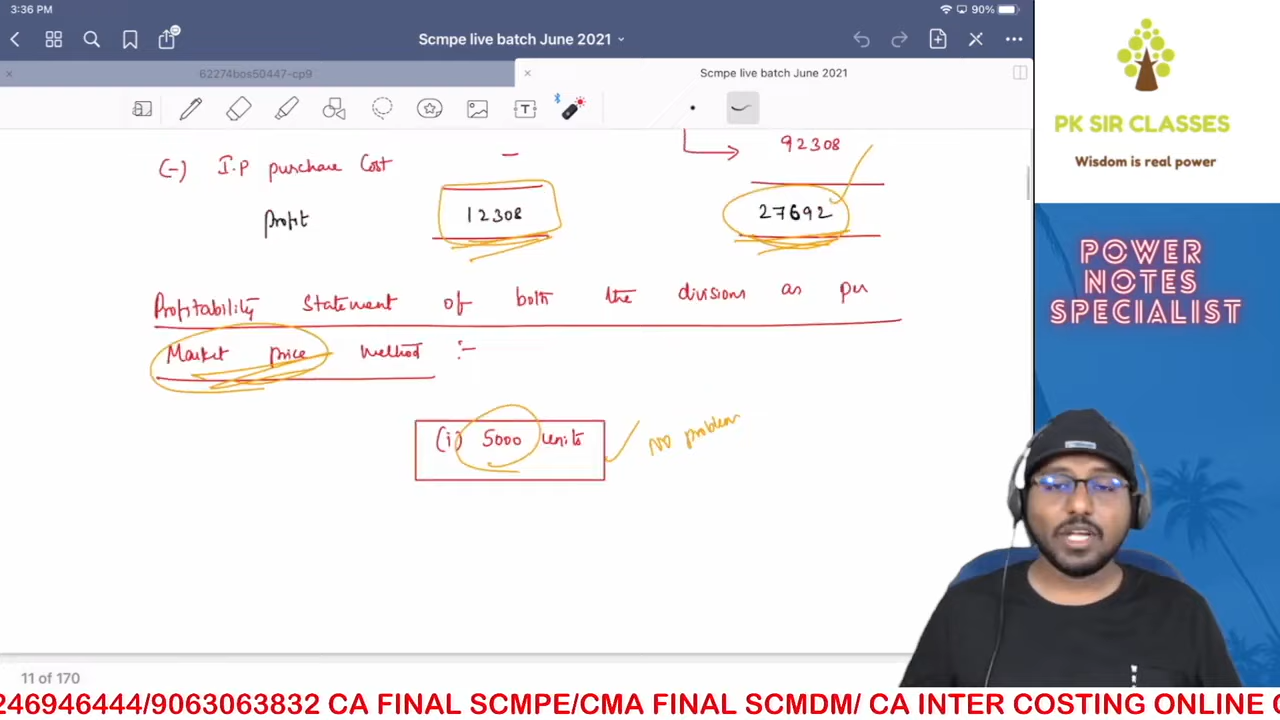 3:36 PM
90%
Scmpe live batch June 2021
62274bos50447-cp9
Scmpe live batch June 2021
T
92308
(-) I.P purchase Cost -
Profit 12308 27692
Profitability Statement of both the divisions as per
Market price method :-
(i) 5000 units
no problem
11 of 170
PK SIR CLASSES
Wisdom is real power
POWER
NOTES
SPECIALIST
246946444/9063063832 CA FINAL SCMPE/CMA FINAL SCMDM/ CA INTER COSTING ONLINE